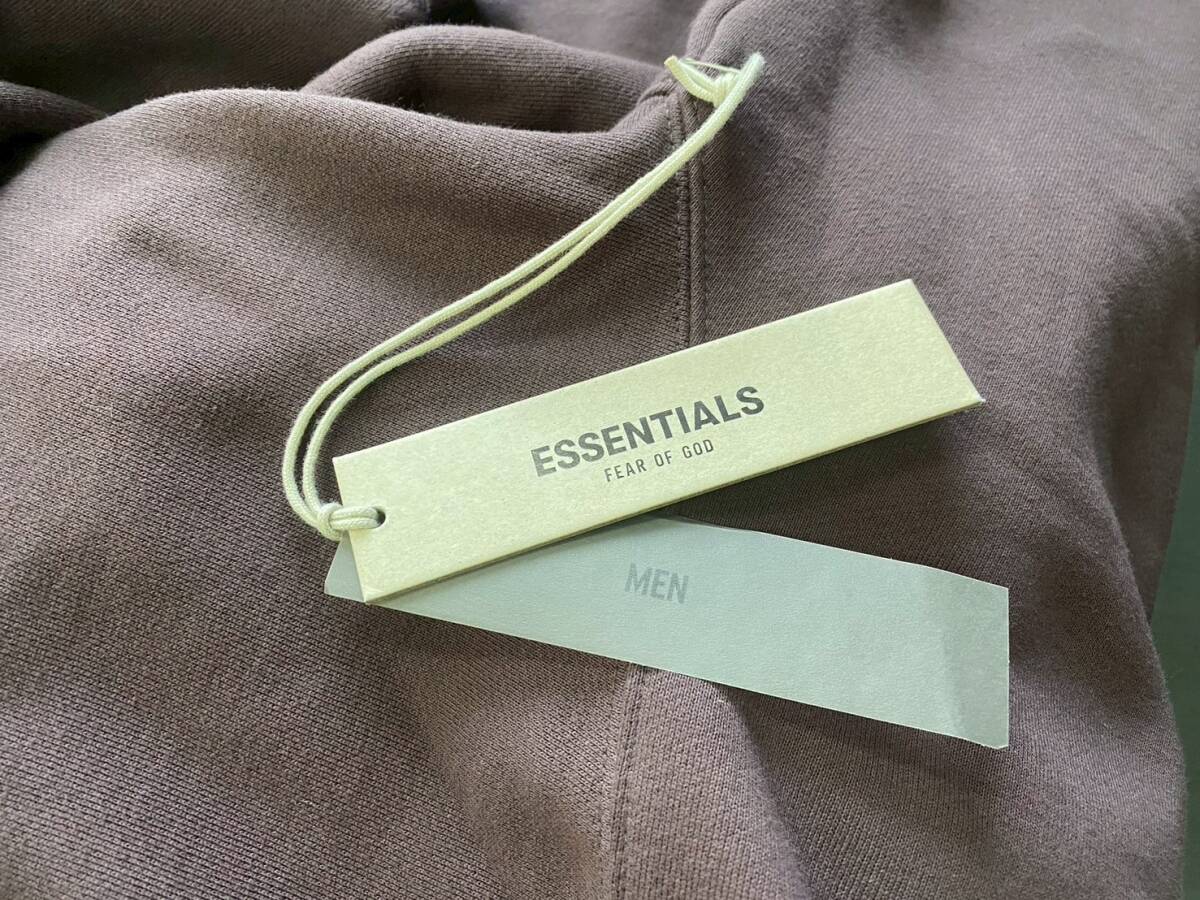 ESSENTIALS
FEAR OF GOD
MEN